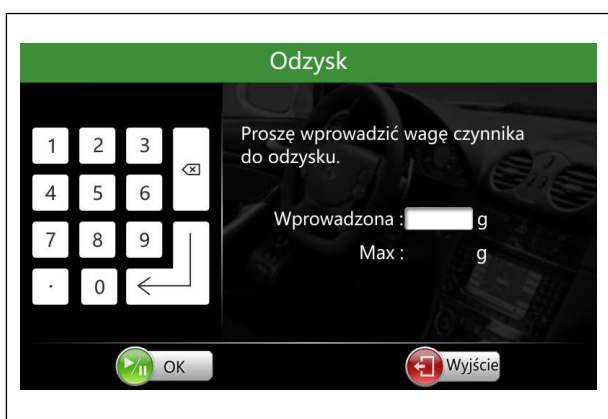 Odzysk
1 2 3
4 5 6
7 8 9
. 0
Proszę wprowadzić wagę czynnika
do odzysku.
Wprowadzona : g
Max : g
OK
Wyjście